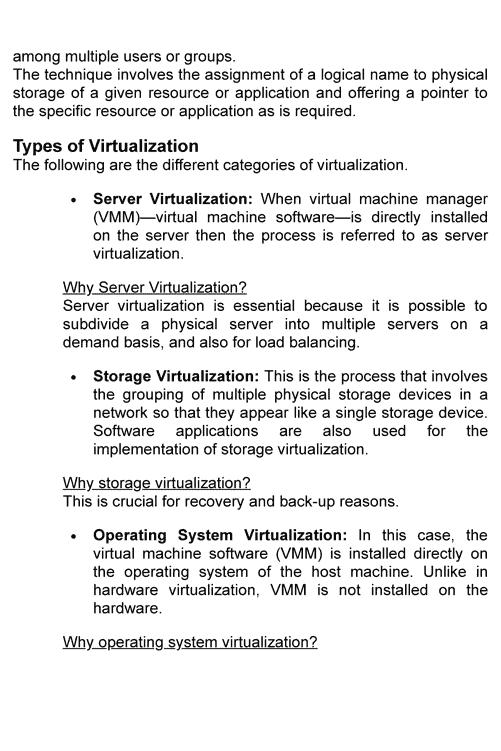 among multiple users or groups.
The technique involves the assignment of a logical name to physical
storage of a given resource or application and offering a pointer to
the specific resource or application as is required.
Types of Virtualization
The following are the different categories of virtualization.
• Server Virtualization: When virtual machine manager
(VMM)—virtual machine software—is directly installed
on the server then the process is referred to as server
virtualization.
Why Server Virtualization?
Server virtualization is essential because it is possible to
subdivide a physical server into multiple servers on a
demand basis, and also for load balancing.
• Storage Virtualization: This is the process that involves
the grouping of multiple physical storage devices in a
network so that they appear like a single storage device.
Software applications are also used for the
implementation of storage virtualization.
Why storage virtualization?
This is crucial for recovery and back-up reasons.
• Operating System Virtualization: In this case, the
virtual machine software (VMM) is installed directly on
the operating system of the host machine. Unlike in
hardware virtualization, VMM is not installed on the
hardware.
Why operating system virtualization?